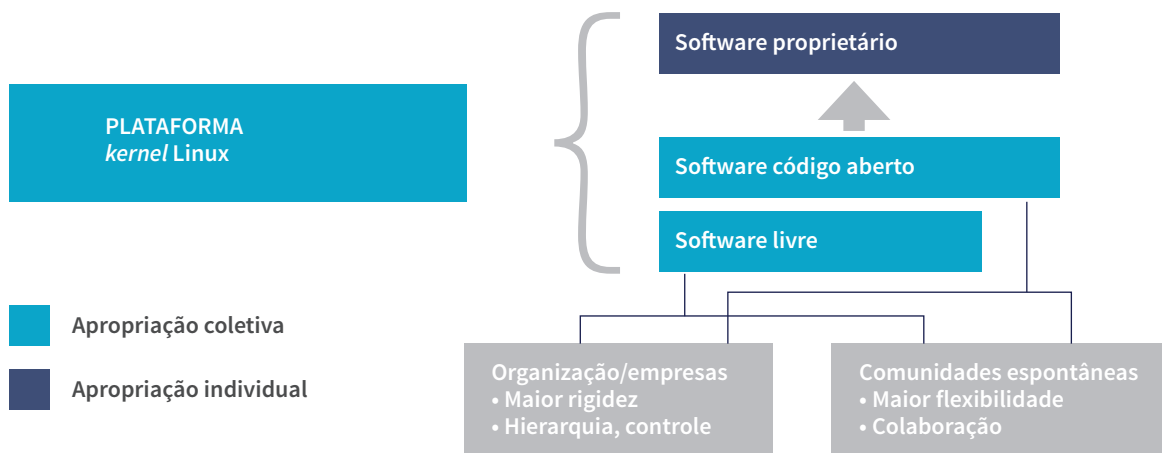 Software proprietário
PLATAFORMA
kernel Linux
Software código aberto
Software livre
Apropriação coletiva
Apropriação individual
Organização/empresas
• Maior rigidez
• Hierarquia, controle
Comunidades espontâneas
• Maior flexibilidade
• Colaboração